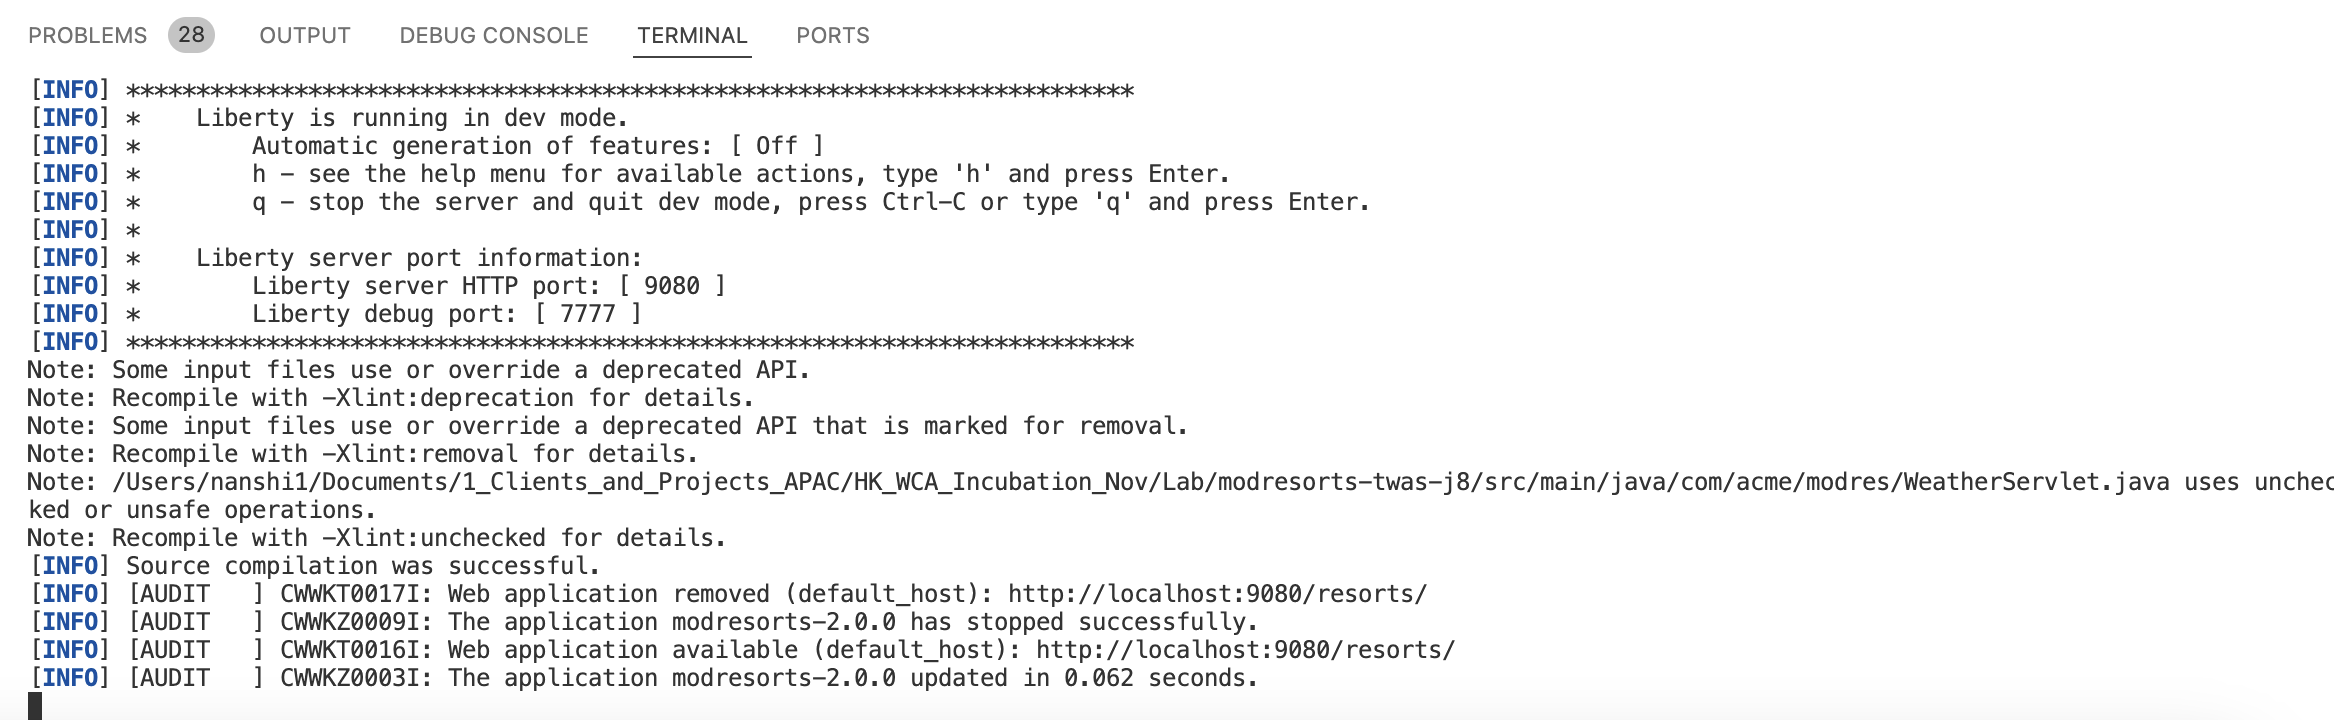 PROBLEMS 28 OUTPUT DEBUG CONSOLE TERMINAL PORTS
[INFO] ************************************************************************
[INFO] *    Liberty is running in dev mode.
[INFO] *        Automatic generation of features: [ Off ]
[INFO] *        h – see the help menu for available actions, type 'h' and press Enter.
[INFO] *        q – stop the server and quit dev mode, press Ctrl–C or type 'q' and press Enter.
[INFO] *
[INFO] *    Liberty server port information:
[INFO] *        Liberty server HTTP port: [ 9080 ]
[INFO] *        Liberty debug port: [ 7777 ]
[INFO] ************************************************************************
Note: Some input files use or override a deprecated API.
Note: Recompile with -Xlint:deprecation for details.
Note: Some input files use or override a deprecated API that is marked for removal.
Note: Recompile with -Xlint:removal for details.
Note: /Users/nanshi1/Documents/1_Clients_and_Projects_APAC/HK_WCA_Incubation_Nov/Lab/modresorts-twas-j8/src/main/java/com/acme/modres/WeatherServlet.java uses unchec
ked or unsafe operations.
Note: Recompile with -Xlint:unchecked for details.
[INFO] Source compilation was successful.
[INFO] [AUDIT   ] CWWKT0017I: Web application removed (default_host): http://localhost:9080/resorts/
[INFO] [AUDIT   ] CWWKZ0009I: The application modresorts-2.0.0 has stopped successfully.
[INFO] [AUDIT   ] CWWKT0016I: Web application available (default_host): http://localhost:9080/resorts/
[INFO] [AUDIT   ] CWWKZ0003I: The application modresorts-2.0.0 updated in 0.062 seconds.